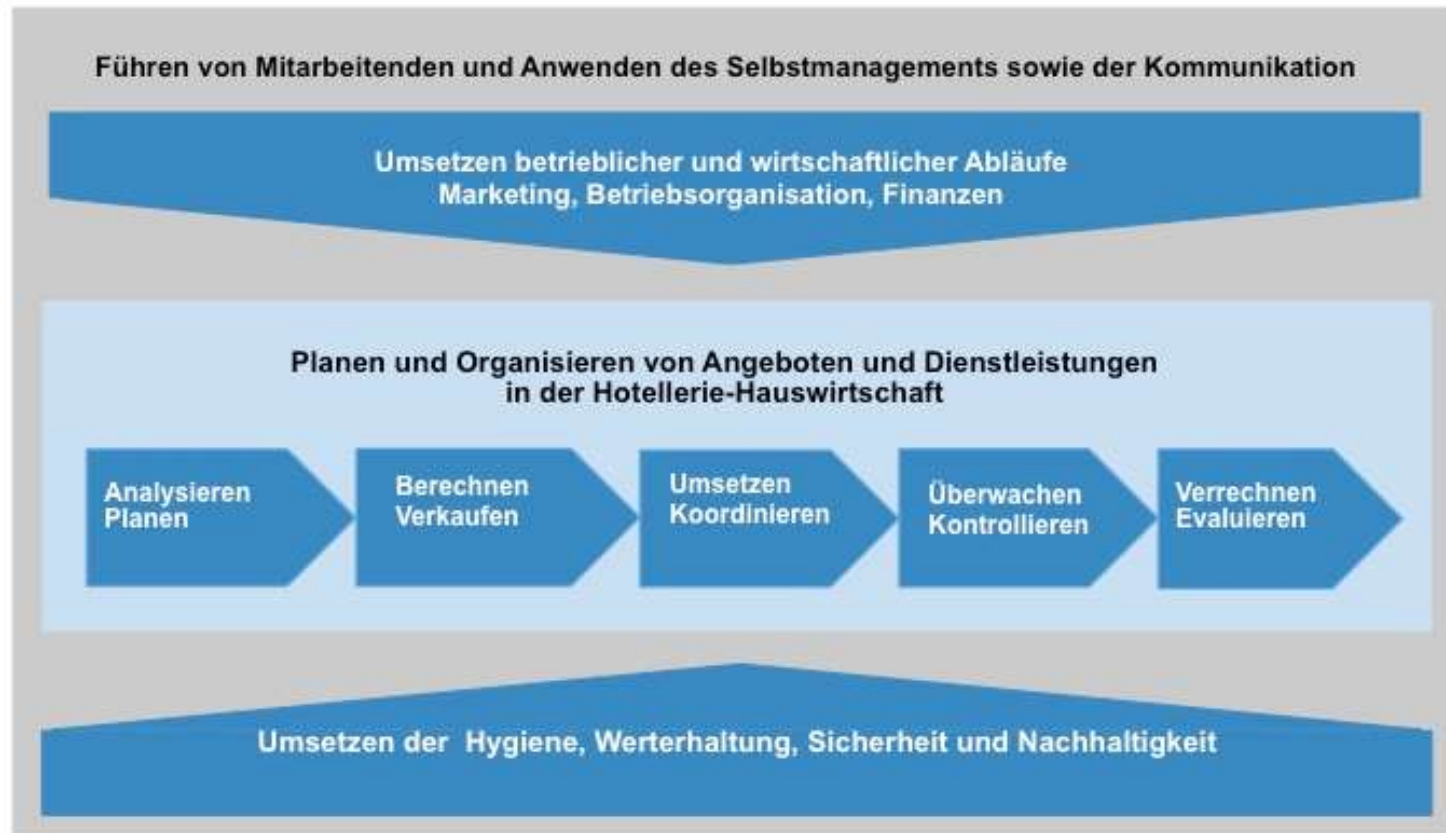 Führen von Mitarbeitenden und Anwenden des Selbstmanagements sowie der Kommunikation
Umsetzen betrieblicher und wirtschaftlicher Abläufe
Marketing, Betriebsorganisation, Finanzen
Planen und Organisieren von Angeboten und Dienstleistungen
in der Hotellerie-Hauswirtschaft
Analysieren
Planen
Berechnen
Verkaufen
Umsetzen
Koordinieren
Überwachen
Kontrollieren
Verrechnen
Evaluieren
Umsetzen der Hygiene, Werterhaltung, Sicherheit und Nachhaltigkeit